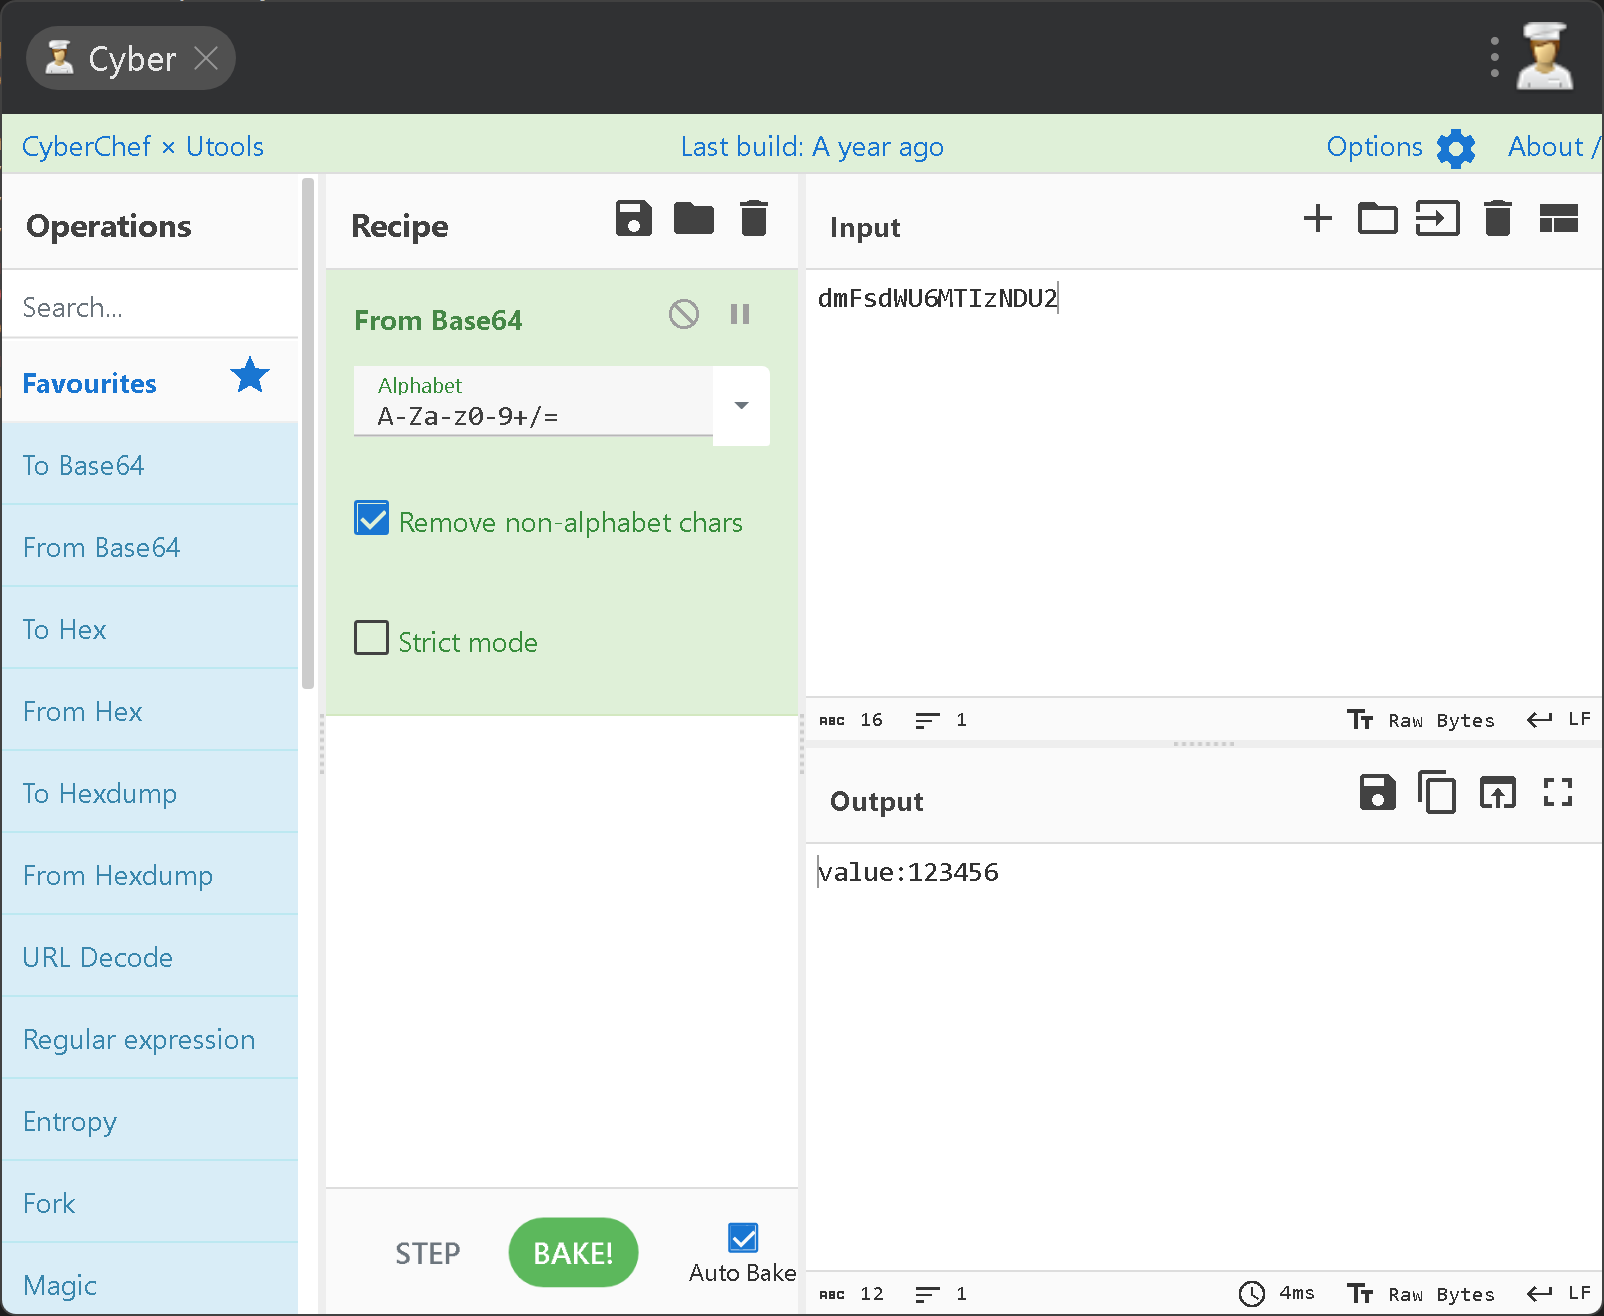 Cyber
CyberChef × Utools
Last build: A year ago
Options
About /
Operations
Search...
Favourites
To Base64
From Base64
To Hex
From Hex
To Hexdump
From Hexdump
URL Decode
Regular expression
Entropy
Fork
Magic
Recipe
From Base64
Alphabet
A-Za-z0-9+/=
Remove non-alphabet chars
Strict mode
STEP
BAKE!
Auto Bake
Input
dmFsdWU6MTIzNDU2
ABC 16 1
Tт Raw Bytes LF
Output
value:123456
ABC 12 1
4ms Tт Raw Bytes LF